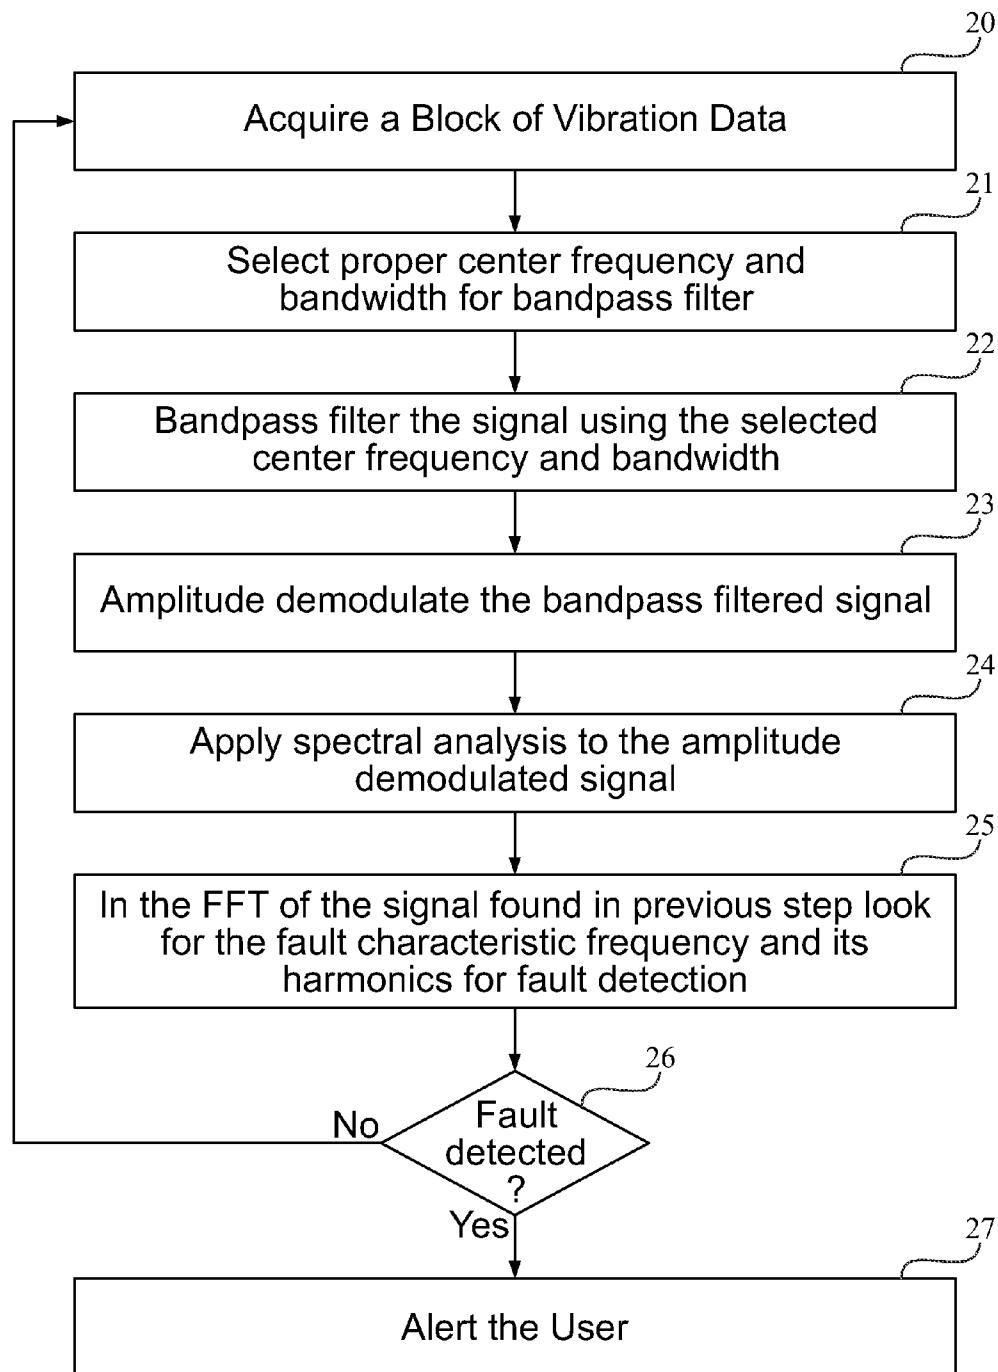 20
Acquire a Block of Vibration Data
21
Select proper center frequency and
bandwidth for bandpass filter
22
Bandpass filter the signal using the selected
center frequency and bandwidth
23
Amplitude demodulate the bandpass filtered signal
24
Apply spectral analysis to the amplitude
demodulated signal
25
In the FFT of the signal found in previous step look
for the fault characteristic frequency and its
harmonics for fault detection
26
No
Fault
detected
?
Yes
27
Alert the User